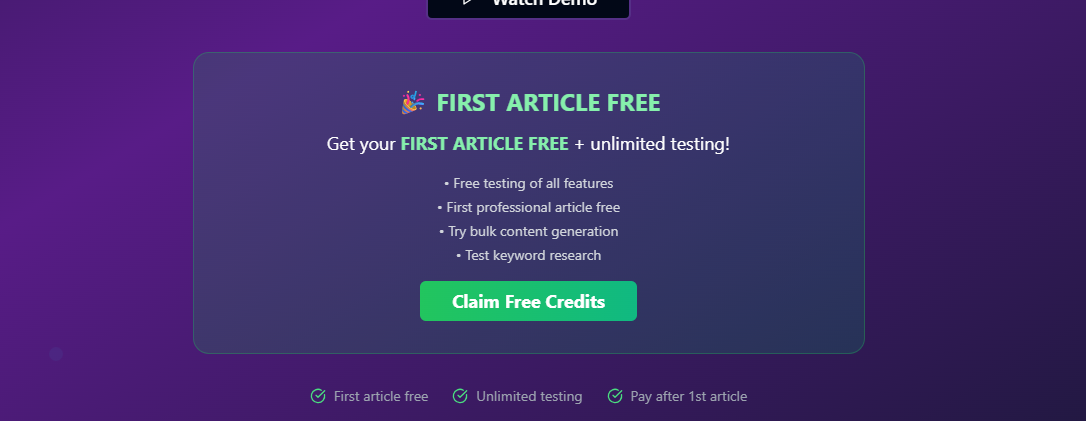 Watch Demo
🎉 FIRST ARTICLE FREE
Get your FIRST ARTICLE FREE + unlimited testing!
• Free testing of all features
• First professional article free
• Try bulk content generation
• Test keyword research
Claim Free Credits
First article free Unlimited testing Pay after 1st article